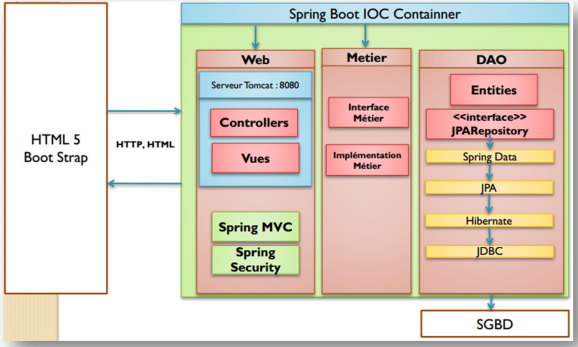 Spring Boot IOC Containner
HTML 5
Boot Strap
HTTP, HTML
Web
Serveur Tomcat : 8080
Controllers
Vues
Spring MVC
Spring
Security
Metier
Interface
Métier
Implémentation
Métier
DAO
Entities
<<interface>>
JPARepository
Spring Data
JPA
Hibernate
JDBC
SGBD